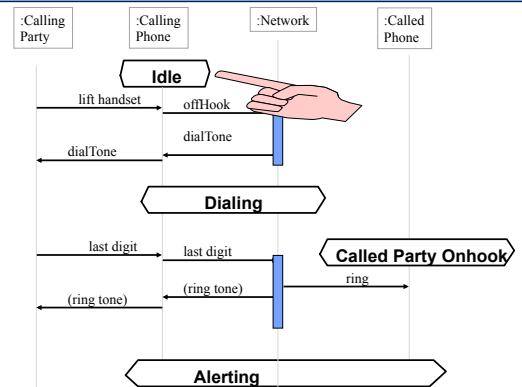 :Calling
Party
:Calling
Phone
:Network
:Called
Phone
Idle
lift handset
offHook
dialTone
dialTone
Dialing
last digit
last digit
Called Party Onhook
ring
(ring tone)
(ring tone)
Alerting